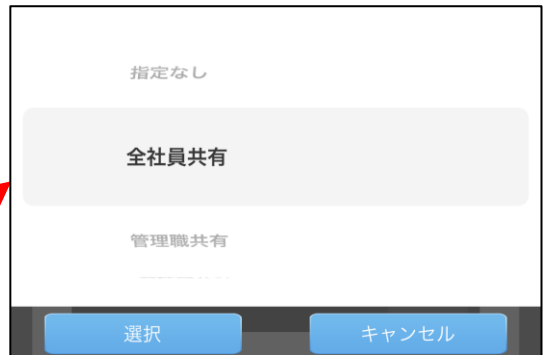 指定なし
全社員共有
管理職共有
選択
キャンセル